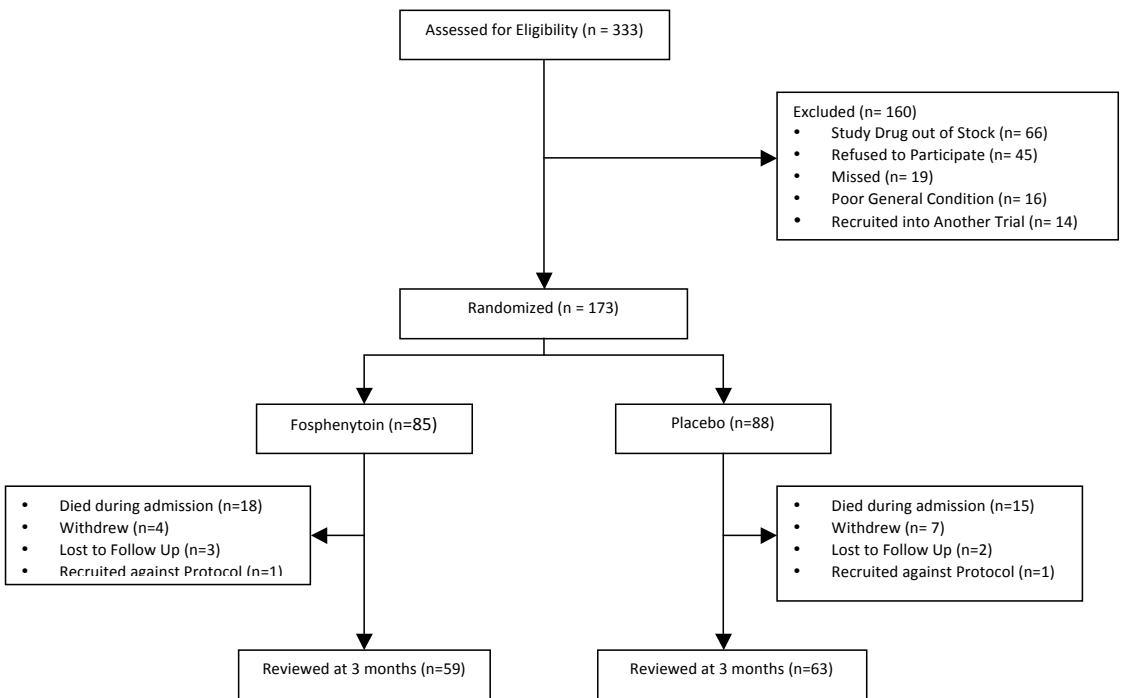 Assessed for Eligibility (n = 333)
Excluded (n= 160)
• Study Drug out of Stock (n= 66)
• Refused to Participate (n= 45)
• Missed (n= 19)
• Poor General Condition (n= 16)
• Recruited into Another Trial (n= 14)
Randomized (n = 173)
Fosphenytoin (n=85)
Placebo (n=88)
• Died during admission (n=18)
• Withdrew (n=4)
• Lost to Follow Up (n=3)
• Recruited against Protocol (n=1)
• Died during admission (n=15)
• Withdrew (n= 7)
• Lost to Follow Up (n=2)
• Recruited against Protocol (n=1)
Reviewed at 3 months (n=59)
Reviewed at 3 months (n=63)